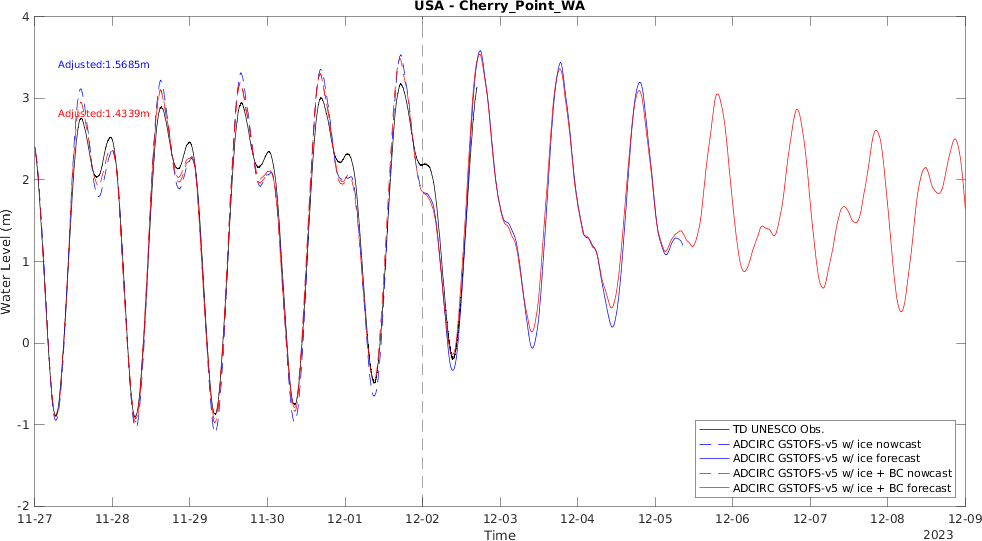 USA - Cherry_Point_WA
Adjusted:1.5685m
Adjusted:1.4339m
Water Level (m)
4
3
2
1
0
-1
-2
TD UNESCO Obs.
ADCIRC GSTOFS-v5 w/ ice nowcast
ADCIRC GSTOFS-v5 w/ ice forecast
ADCIRC GSTOFS-v5 w/ ice + BC nowcast
ADCIRC GSTOFS-v5 w/ ice + BC forecast
11-27 11-28 11-29 11-30 12-01 12-02 12-03 12-04 12-05 12-06 12-07 12-08 12-09
Time
2023